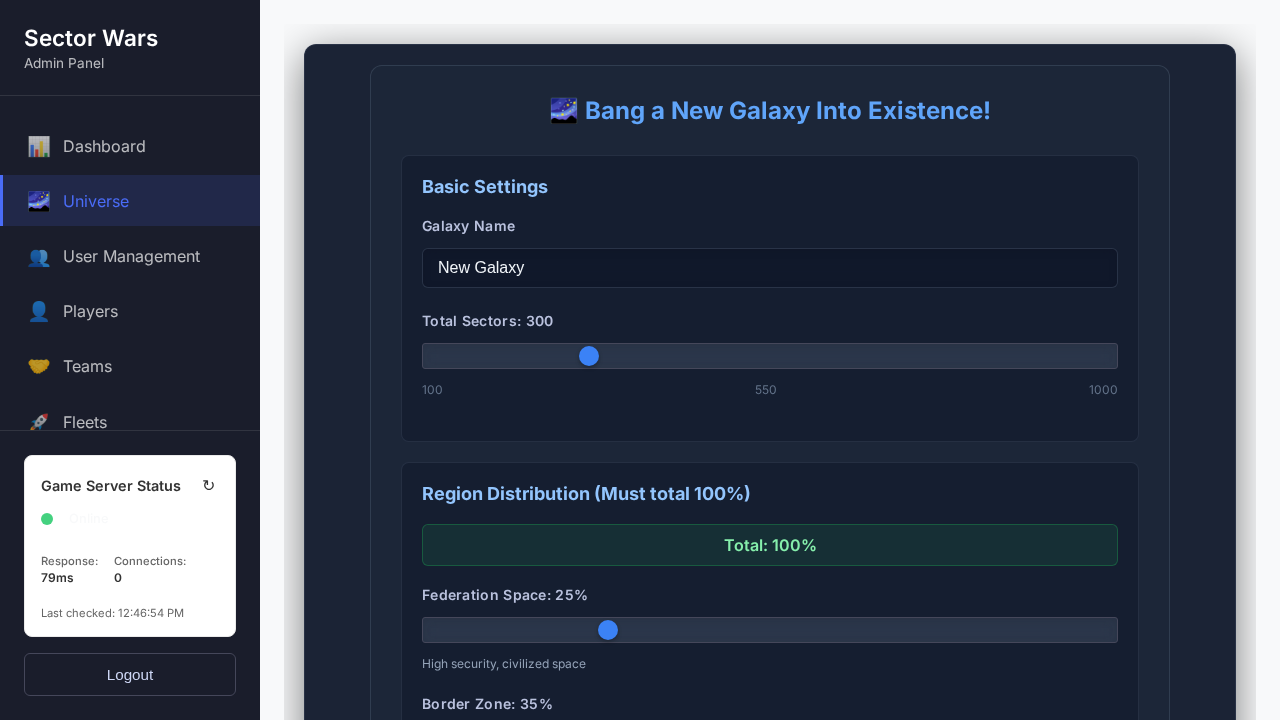 Sector Wars
Admin Panel
Dashboard
Universe
User Management
Players
Teams
Fleets
Game Server Status
↻
Online
Response:
79ms
Connections:
0
Last checked: 12:46:54 PM
Logout
Bang a New Galaxy Into Existence!
Basic Settings
Galaxy Name
New Galaxy
Total Sectors: 300
100 550 1000
Region Distribution (Must total 100%)
Total: 100%
Federation Space: 25%
High security, civilized space
Border Zone: 35%